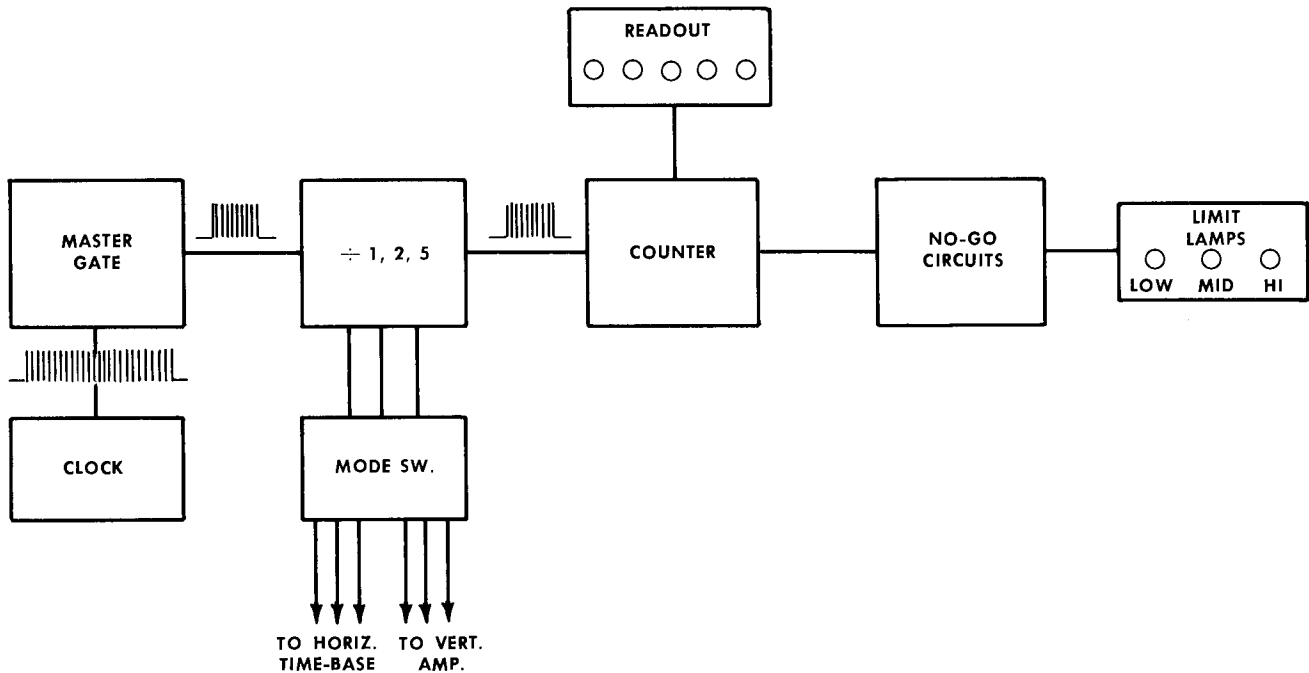 READOUT
MASTER
GATE
÷ 1, 2, 5
COUNTER
NO-GO
CIRCUITS
LIMIT
LAMPS
LOW MID HI
CLOCK
MODE SW.
TO HORIZ.
TIME-BASE
TO VERT.
AMP.